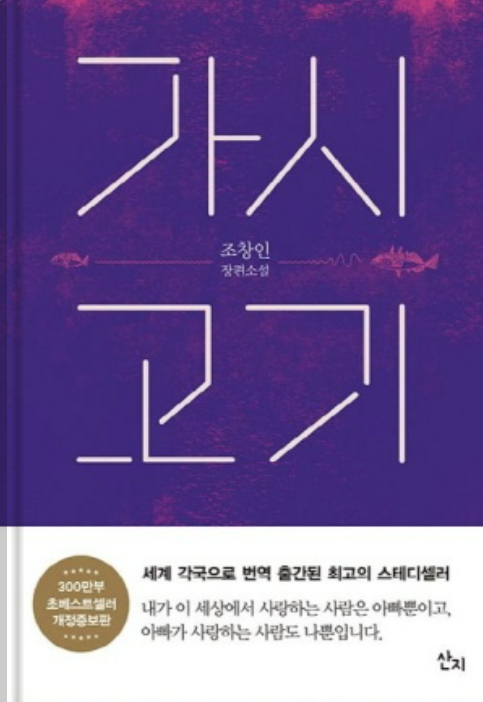 가시
조창인
장편소설
고기
300만부
초베스트셀러
개정증보판
세계 각국으로 번역 출간된 최고의 스테디셀러
내가 이 세상에서 사랑하는 사람은 아빠뿐이고,
아빠가 사랑하는 사람도 나뿐입니다.
산지